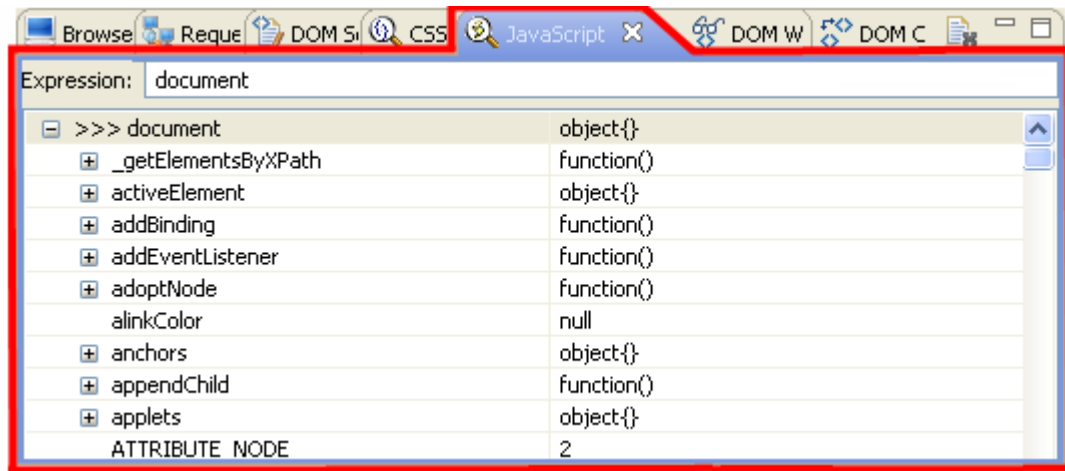 Browse Reque DOM S CSS JavaScript DOM W DOM C
Expression: document
>>> document object{}
_getElementsByXPath function()
activeElement object{}
addBinding function()
addEventListener function()
adoptNode function()
alinkColor null
anchors object{}
appendChild function()
applets object{}
ATTRIBUTE_NODE 2